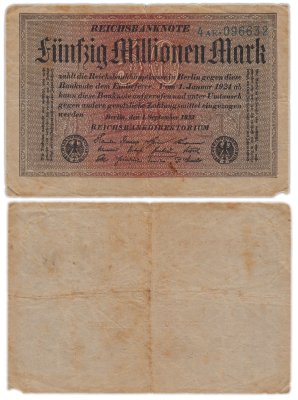 REICHSBANKNOTE
4 AE·096632
Fünfzig Millionen Mark
zahlt die Reichsbankhauptkasse in Berlin gegen diese
Banknote dem Einlieferer. Vom 1. Januar 1924 ab
kann diese Banknote aufgerufen und unter Umtausch
gegen andere gesetzliche Zahlungsmittel eingezogen
werden
Berlin, den 1. September 1923
REICHSBANKDIREKTORIUM